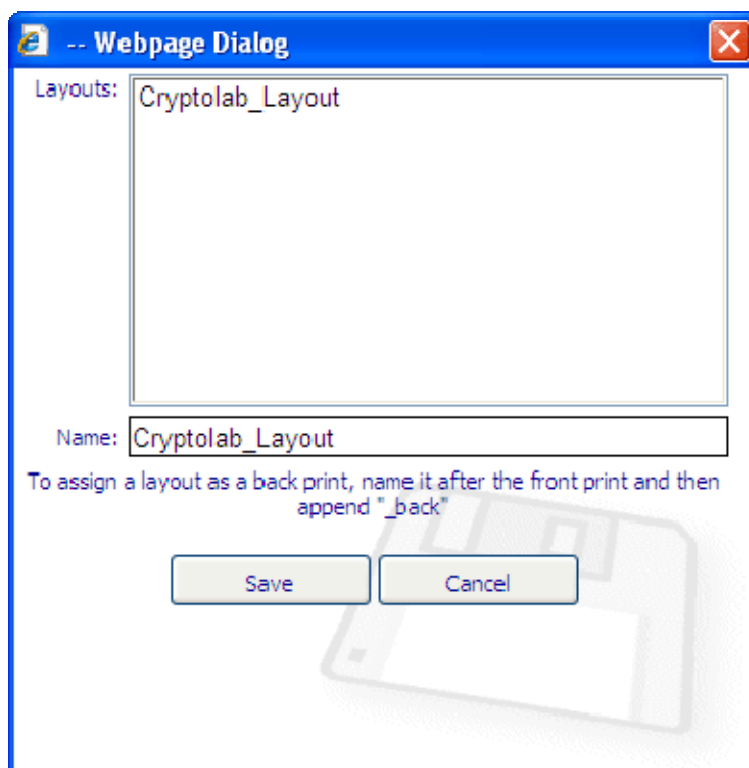 -- Webpage Dialog
Layouts:
Cryptolab_Layout
Name:
Cryptolab_Layout
To assign a layout as a back print, name it after the front print and then
append "_back"
Save
Cancel